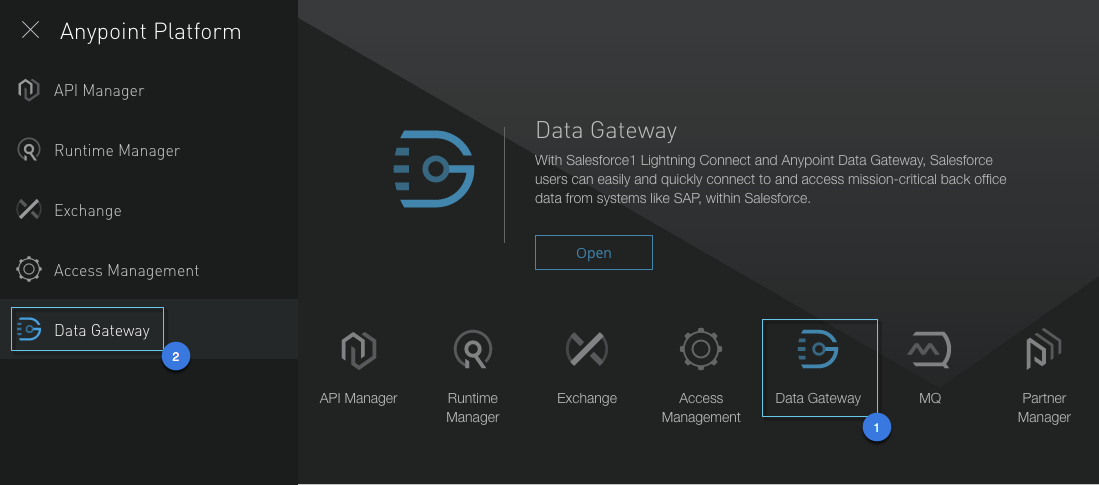 Anypoint Platform
API Manager
Runtime Manager
Exchange
Access Management
Data Gateway
2
Data Gateway
With Salesforce1 Lightning Connect and Anypoint Data Gateway, Salesforce
users can easily and quickly connect to and access mission-critical back office
data from systems like SAP, within Salesforce.
Open
API Manager
Runtime
Manager
Exchange
Access
Management
Data Gateway
1
MQ
Partner
Manager